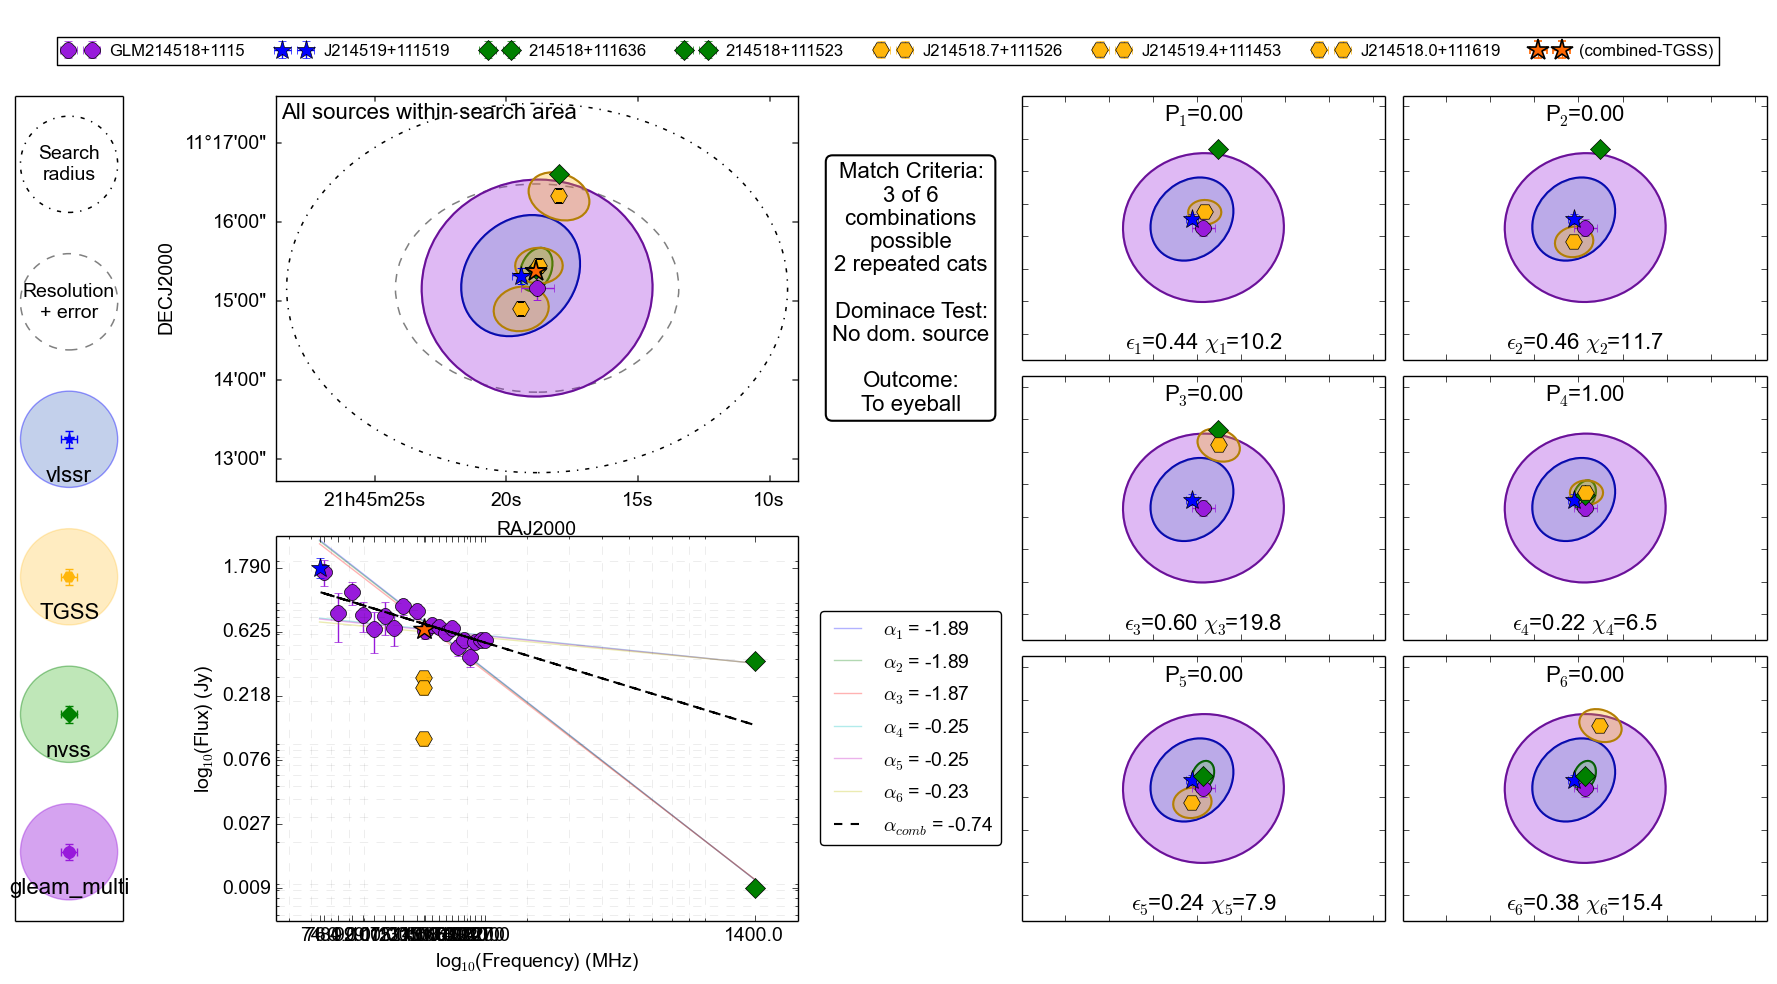 GLM214518+1115 J214519+111519 214518+111636 214518+111523 J214518.7+111526 J214519.4+111453 J214518.0+111619 (combined-TGSS)
Search
radius
Resolution
+ error
vlssr
TGSS
nvss
gleam_multi
All sources within search area
DECJ2000
11°17'00"
16'00"
15'00"
14'00"
13'00"
21h45m25s 20s 15s 10s
RAJ2000
Match Criteria:
3 of 6
combinations
possible
2 repeated cats
Dominace Test:
No dom. source
Outcome:
To eyeball
log10(Flux) (Jy)
1.790
0.625
0.218
0.076
0.027
0.009
1400.0
log10(Frequency) (MHz)
α1 = -1.89
α2 = -1.89
α3 = -1.87
α4 = -0.25
α5 = -0.25
α6 = -0.23
αcomb = -0.74
P1=0.00
ϵ1=0.44 χ1=10.2
P2=0.00
ϵ2=0.46 χ2=11.7
P3=0.00
ϵ3=0.60 χ3=19.8
P4=1.00
ϵ4=0.22 χ4=6.5
P5=0.00
ϵ5=0.24 χ5=7.9
P6=0.00
ϵ6=0.38 χ6=15.4